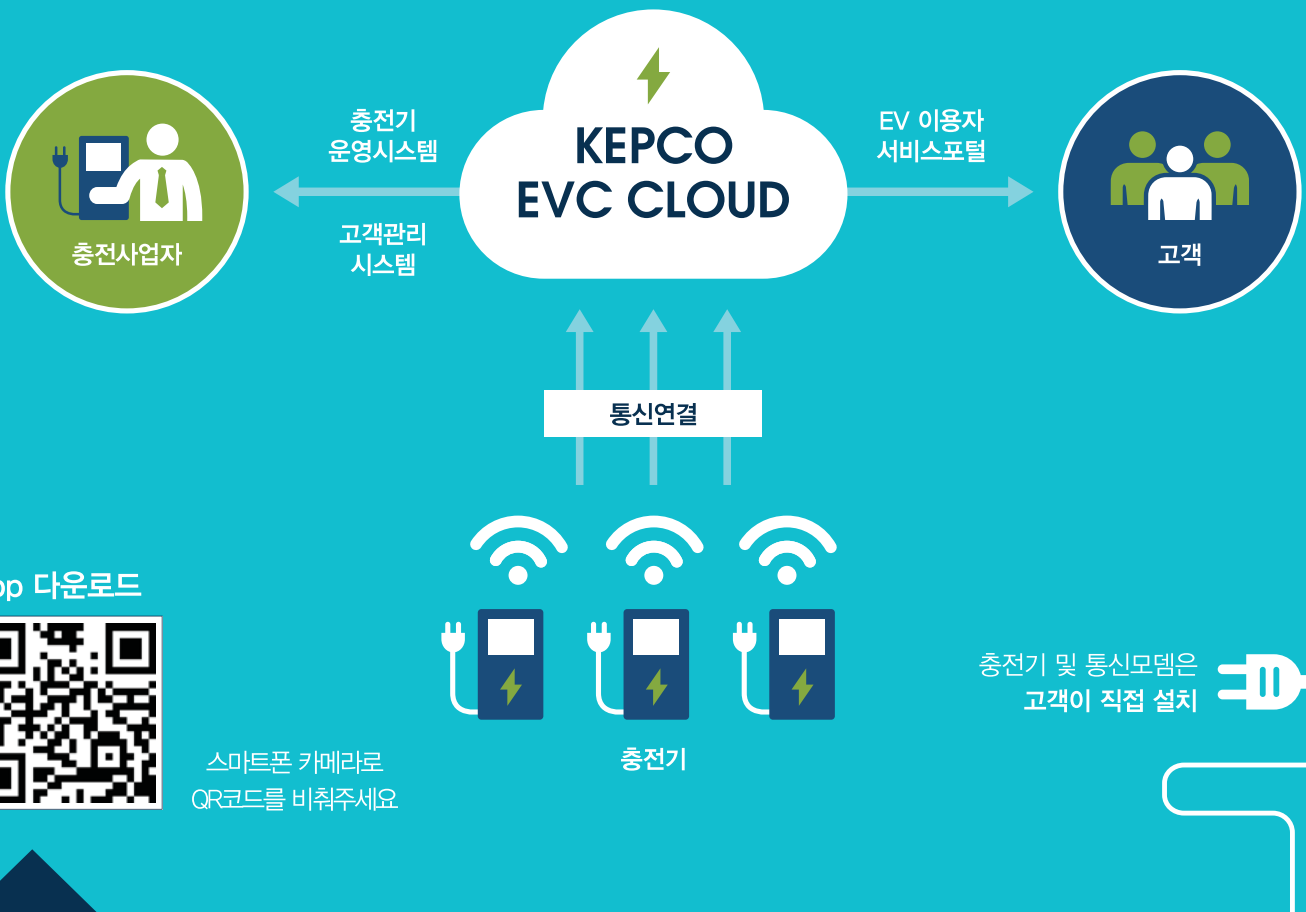 충전기
운영시스템
고객관리
시스템
충전사업자
KEPCO
EVC CLOUD
EV 이용자
서비스포털
고객
통신연결
다운로드
스마트폰 카메라로
QR코드를 비춰주세요
충전기
충전기 및 통신모뎀은
고객이 직접 설치